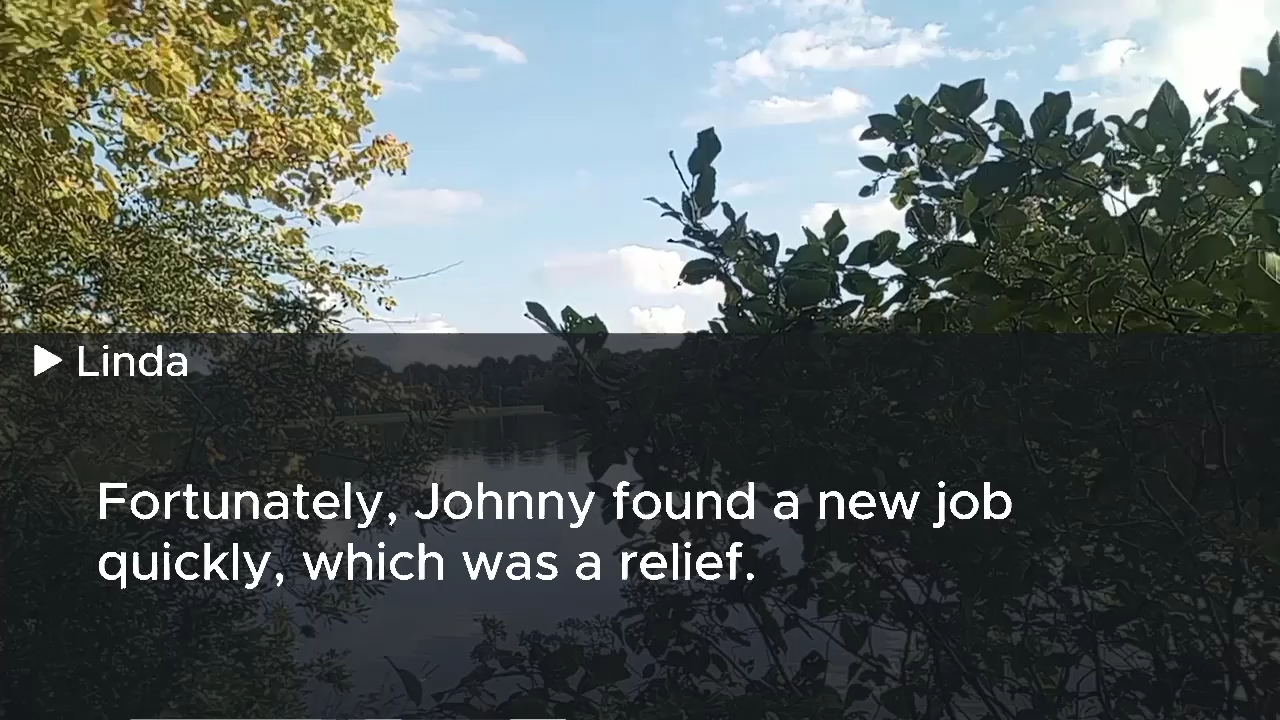 Linda
Fortunately, Johnny found a new job
quickly, which was a relief.